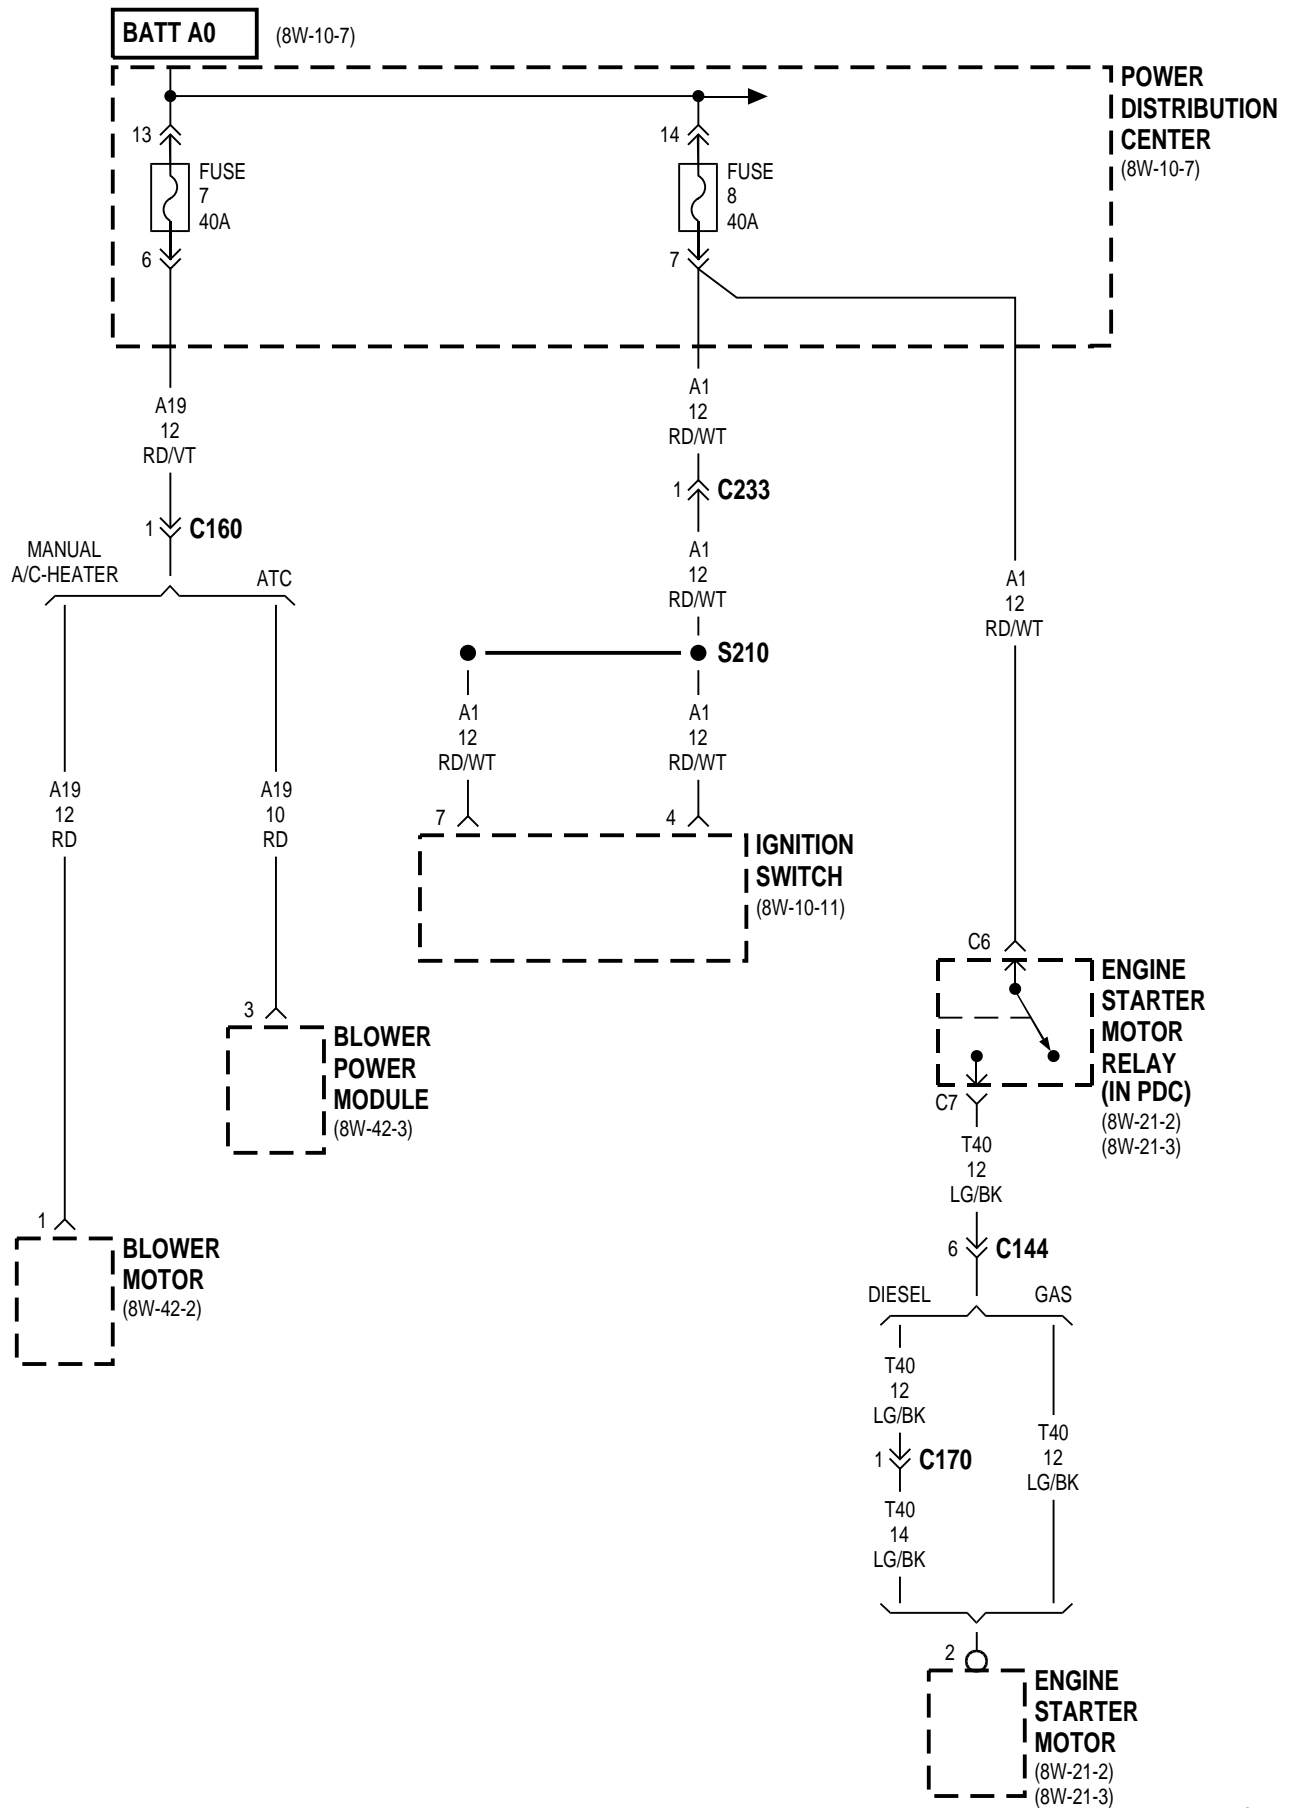 BATT A0
(8W-10-7)
POWER
DISTRIBUTION
CENTER
(8W-10-7)
13
FUSE
7
40A
6
14
FUSE
8
40A
7
A19
12
RD/VT
1
C160
MANUAL
A/C-HEATER
ATC
A1
12
RD/WT
1
C233
A1
12
RD/WT
S210
A1
12
RD/WT
A1
12
RD/WT
A1
12
RD/WT
7
4
IGNITION
SWITCH
(8W-10-11)
A19
12
RD
A19
10
RD
3
BLOWER
POWER
MODULE
(8W-42-3)
1
BLOWER
MOTOR
(8W-42-2)
C6
ENGINE
STARTER
MOTOR
RELAY
(IN PDC)
(8W-21-2)
(8W-21-3)
C7
T40
12
LG/BK
6
C144
DIESEL
GAS
T40
12
LG/BK
1
C170
T40
14
LG/BK
T40
12
LG/BK
2
ENGINE
STARTER
MOTOR
(8W-21-2)
(8W-21-3)